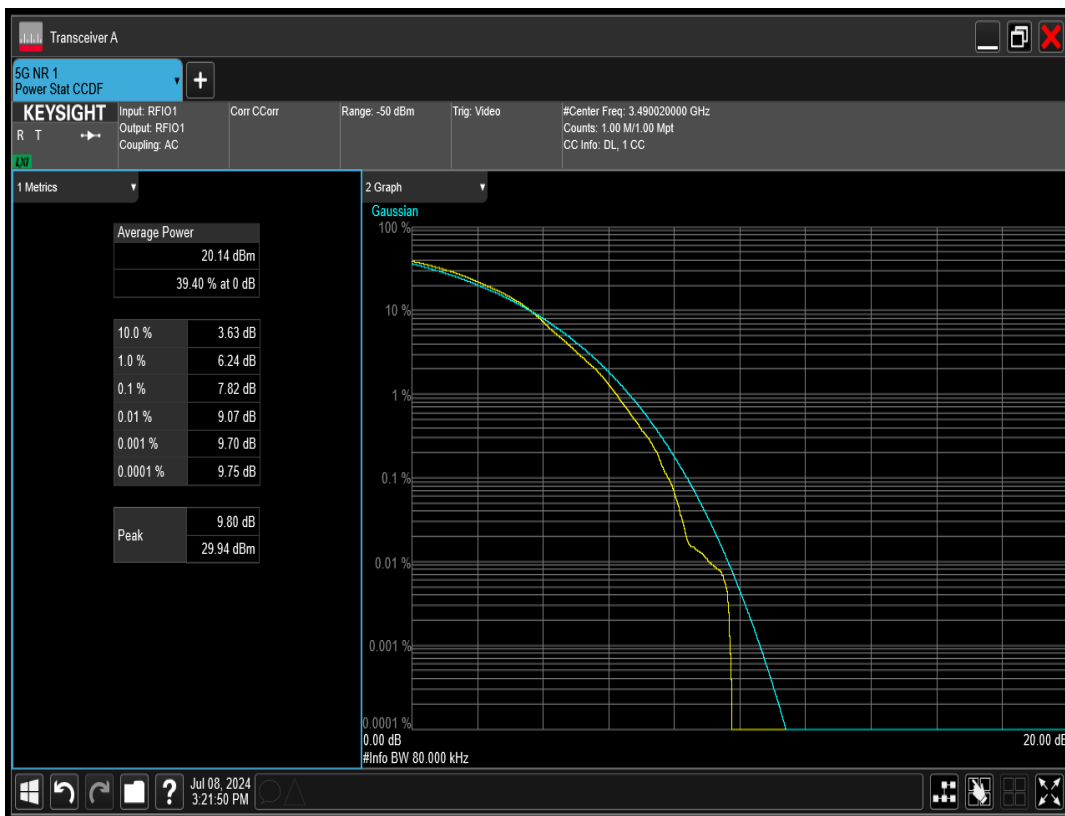 Transceiver A
5G NR 1
Power Stat CCDF
+
KEYSIGHT
R T
LXI
Input: RFIO1
Output: RFIO1
Coupling: AC
Corr CCorr
Range: -50 dBm
Trig: Video
#Center Freq: 3.490020000 GHz
Counts: 1.00 M/1.00 Mpt
CC Info: DL, 1 CC
1 Metrics
Average Power
20.14 dBm
39.40 % at 0 dB
10.0 % 3.63 dB
1.0 % 6.24 dB
0.1 % 7.82 dB
0.01 % 9.07 dB
0.001 % 9.70 dB
0.0001 % 9.75 dB
Peak
9.80 dB
29.94 dBm
2 Graph
Gaussian
100 %
10 %
1 %
0.1 %
0.01 %
0.001 %
0.0001 %
0.00 dB
20.00 dB
#Info BW 80.000 kHz
?
Jul 08, 2024
3:21:50 PM